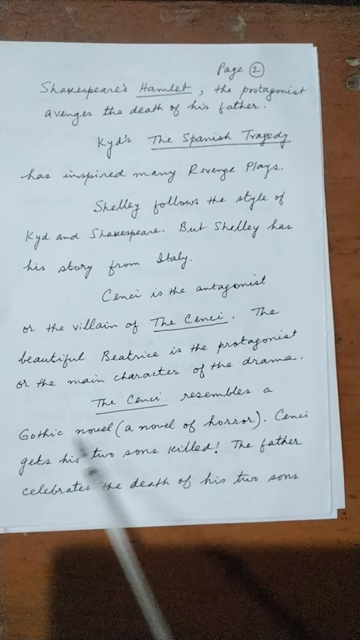 Page 2
Shakespeare's Hamlet, the protagonist
avenges the death of his father.
Kyd's The Spanish Tragedy
has inspired many Revenge Plays.
Shelley follows the style of
Kyd and Shakespeare. But Shelley has
his story from Italy.
Cenci is the antagonist
or the villain of The Cenci. The
beautiful Beatrice is the protagonist
or the main character of the drama.
The Cenci resembles a
Gothic novel (a novel of horror). Cenci
gets his two sons killed! The father
celebrates the death of his two sons